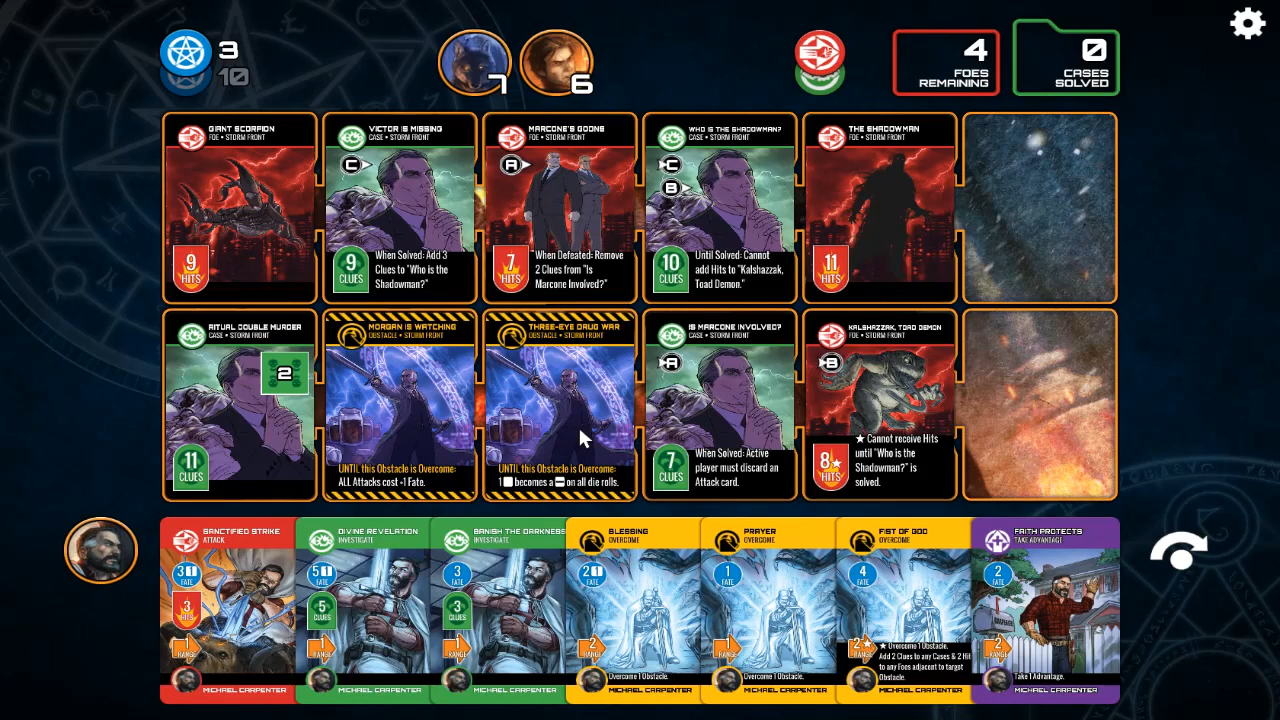 3
10
7
6
4
FOES
REMAINING
0
CASES
SOLVED
GIANT SCORPION
FOE • STORM FRONT
9
HITS
VICTOR IS MISSING
CASE • STORM FRONT
C
9
CLUES
When Solved: Add 3
Clues to "Who is the
Shadowman?"
MARCONE'S GOONS
FOE • STORM FRONT
A
7
HITS
When Defeated: Remove
2 Clues from "Is
Marcone Involved?"
WHO IS THE SHADOWMAN?
CASE • STORM FRONT
C
B
10
CLUES
Until Solved: Cannot
add Hits to "Kalshazzak,
Toad Demon."
THE SHADOWMAN
FOE • STORM FRONT
11
HITS
RITUAL DOUBLE MURDER
CASE • STORM FRONT
2
11
CLUES
MORGAN IS WATCHING
OBSTACLE • STORM FRONT
UNTIL this Obstacle is Overcome:
ALL Attacks cost +1 Fate.
THREE-EYE DRUG WAR
OBSTACLE • STORM FRONT
UNTIL this Obstacle is Overcome:
1 becomes a on all die rolls.
IS MARCONE INVOLVED?
CASE • STORM FRONT
A
7
CLUES
When Solved: Active
player must discard an
Attack card.
KALSHAZZAK, TOAD DEMON
FOE • STORM FRONT
B
8★
HITS
★ Cannot receive Hits
until "Who is the
Shadowman?" is
solved.
SANCTIFIED STRIKE
ATTACK
3 1
FATE
3
HITS
1
RANGE
MICHAEL CARPENTER
DIVINE REVELATION
INVESTIGATE
5 1
FATE
5
CLUES
1
RANGE
MICHAEL CARPENTER
BANISH THE DARKNESS
INVESTIGATE
3
FATE
3
CLUES
1
RANGE
MICHAEL CARPENTER
BLESSING
OVERCOME
2 1
FATE
2
RANGE
Overcome 1 Obstacle.
MICHAEL CARPENTER
PRAYER
OVERCOME
1
FATE
1
RANGE
Overcome 1 Obstacle.
MICHAEL CARPENTER
FIST OF GOD
OVERCOME
4
FATE
2★
RANGE
★ Overcome 1 Obstacle.
Add 2 Clues to any Cases & 2 Hit
to any Foes adjacent to target
Obstacle.
MICHAEL CARPENTER
FAITH PROTECTS
TAKE ADVANTAGE
2
FATE
2
RANGE
Take 1 Advantage.
MICHAEL CARPENTER